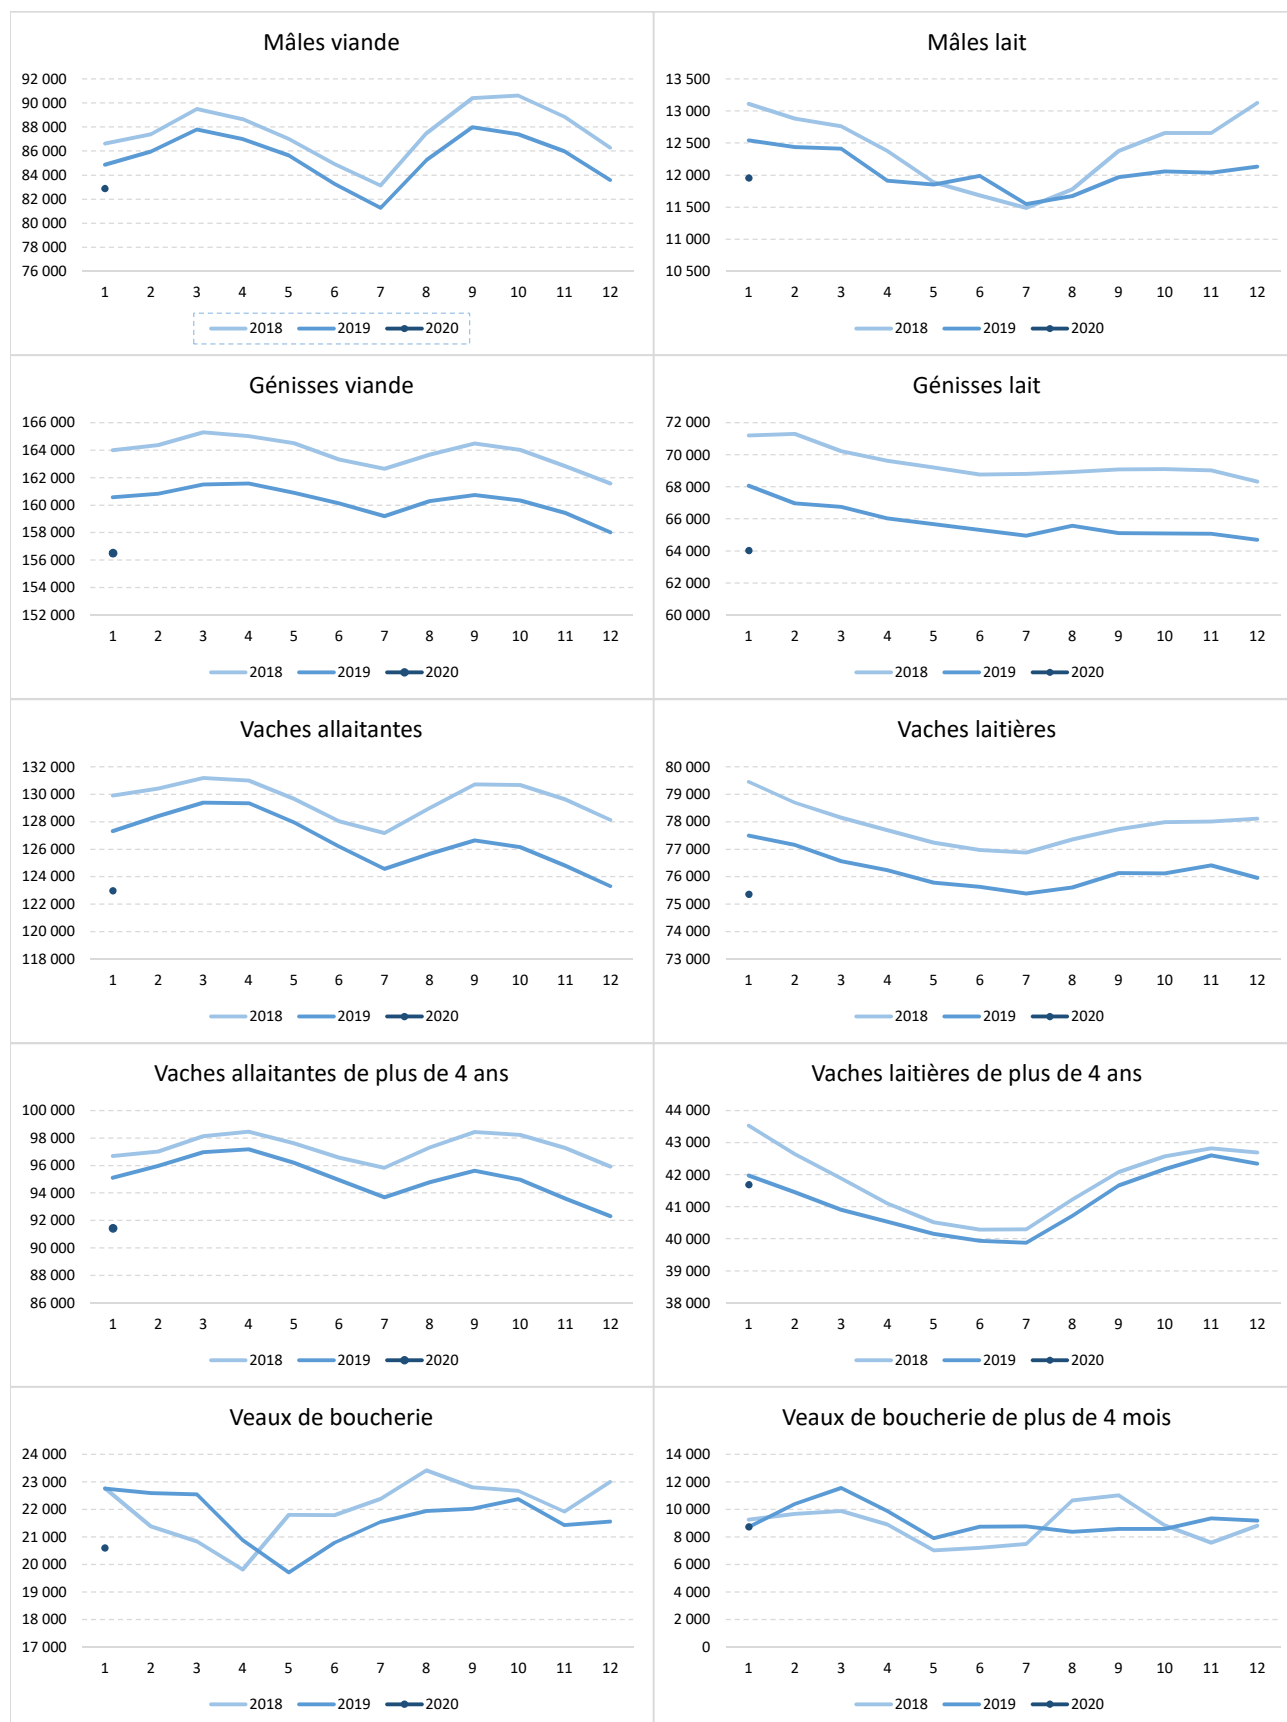 Mâles viande
92 000
90 000
88 000
86 000
84 000
82 000
80 000
78 000
76 000
1 2 3 4 5 6 7 8 9 10 11 12
2018 2019 2020
Mâles lait
13 500
13 000
12 500
12 000
11 500
11 000
10 500
1 2 3 4 5 6 7 8 9 10 11 12
2018 2019 2020
Génisses viande
166 000
164 000
162 000
160 000
158 000
156 000
154 000
152 000
1 2 3 4 5 6 7 8 9 10 11 12
2018 2019 2020
Génisses lait
72 000
70 000
68 000
66 000
64 000
62 000
60 000
1 2 3 4 5 6 7 8 9 10 11 12
2018 2019 2020
Vaches allaitantes
132 000
130 000
128 000
126 000
124 000
122 000
120 000
118 000
1 2 3 4 5 6 7 8 9 10 11 12
2018 2019 2020
Vaches laitières
80 000
79 000
78 000
77 000
76 000
75 000
74 000
73 000
1 2 3 4 5 6 7 8 9 10 11 12
2018 2019 2020
Vaches allaitantes de plus de 4 ans
100 000
98 000
96 000
94 000
92 000
90 000
88 000
86 000
1 2 3 4 5 6 7 8 9 10 11 12
2018 2019 2020
Vaches laitières de plus de 4 ans
44 000
43 000
42 000
41 000
40 000
39 000
38 000
1 2 3 4 5 6 7 8 9 10 11 12
2018 2019 2020
Veaux de boucherie
24 000
23 000
22 000
21 000
20 000
19 000
18 000
17 000
1 2 3 4 5 6 7 8 9 10 11 12
2018 2019 2020
Veaux de boucherie de plus de 4 mois
14 000
12 000
10 000
8 000
6 000
4 000
2 000
0
1 2 3 4 5 6 7 8 9 10 11 12
2018 2019 2020